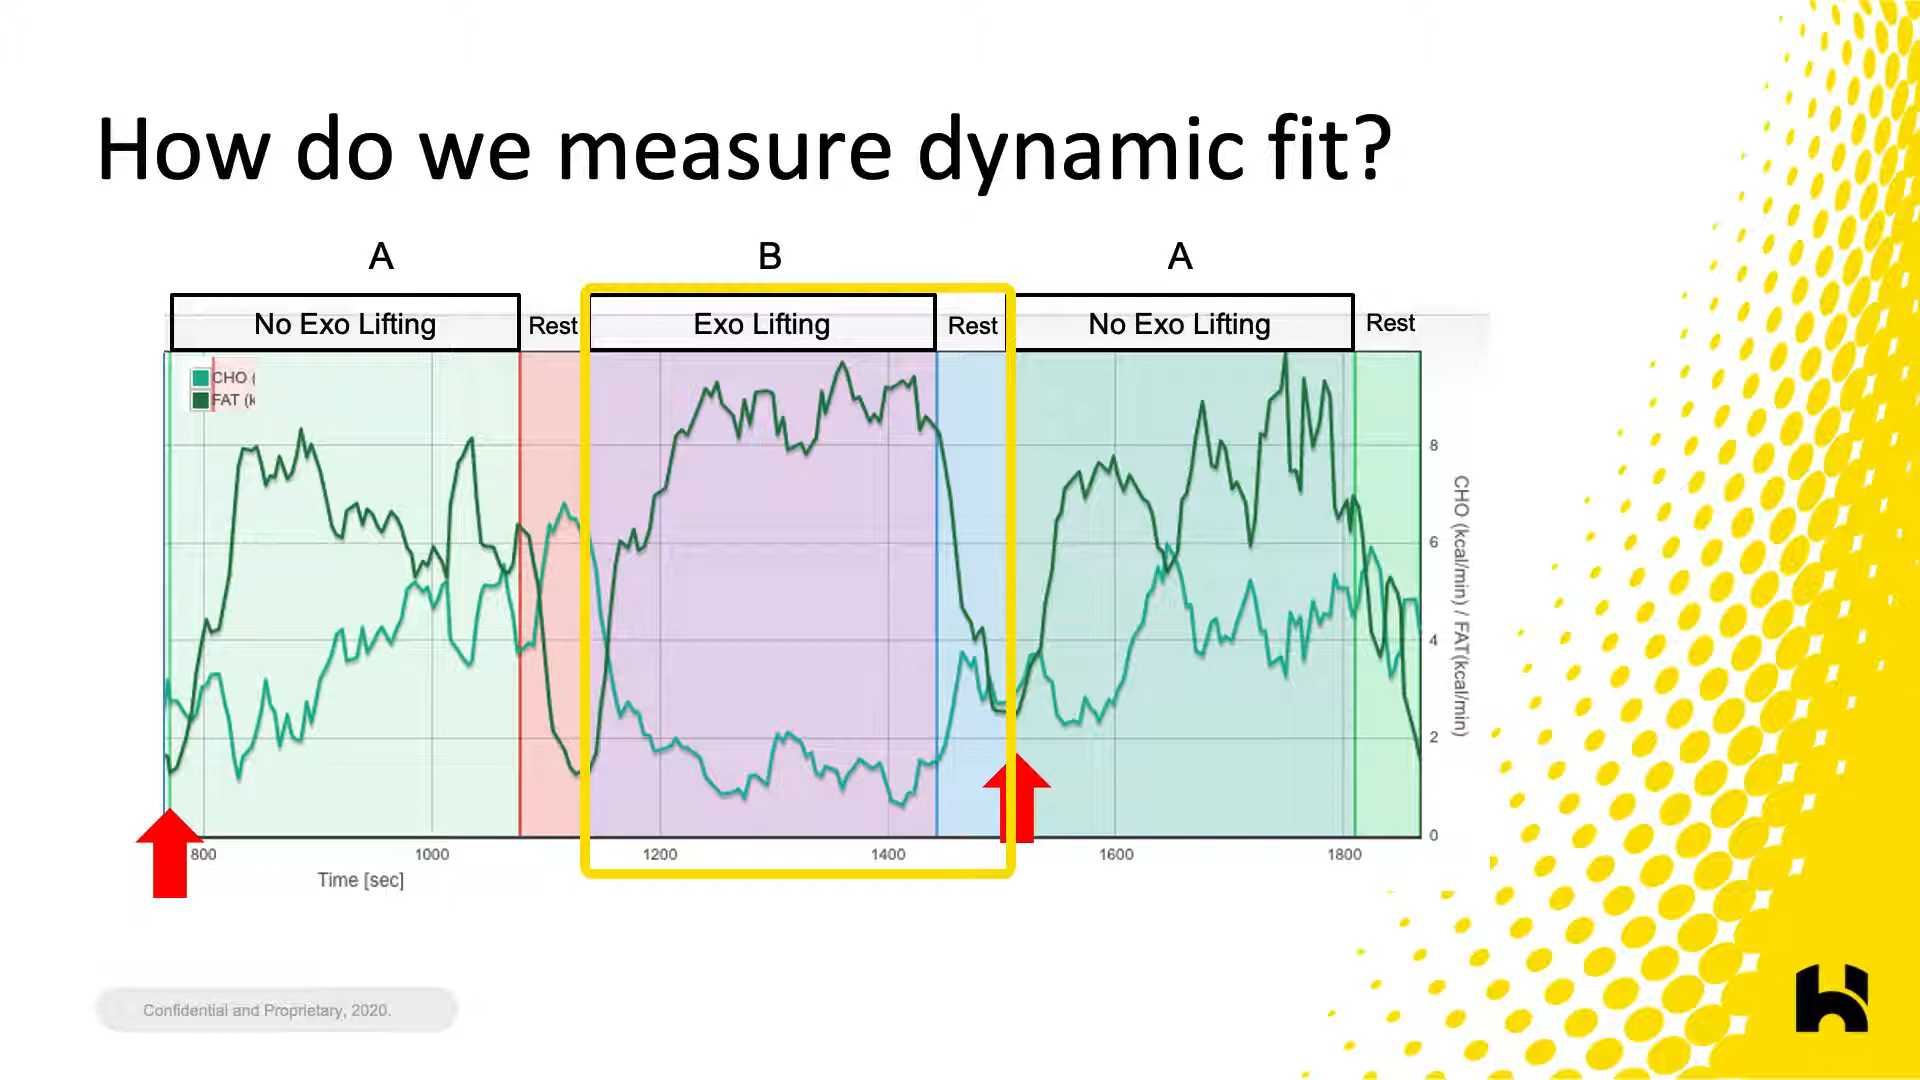 How do we measure dynamic fit?
A
B
A
No Exo Lifting
Rest
Exo Lifting
Rest
No Exo Lifting
Rest
CHO (
FAT (k
8
6
4
2
0
CHO (kcal/min) / FAT(kcal/min)
800
1000
1200
1400
1600
1800
Time [sec]
Confidential and Proprietary, 2020.